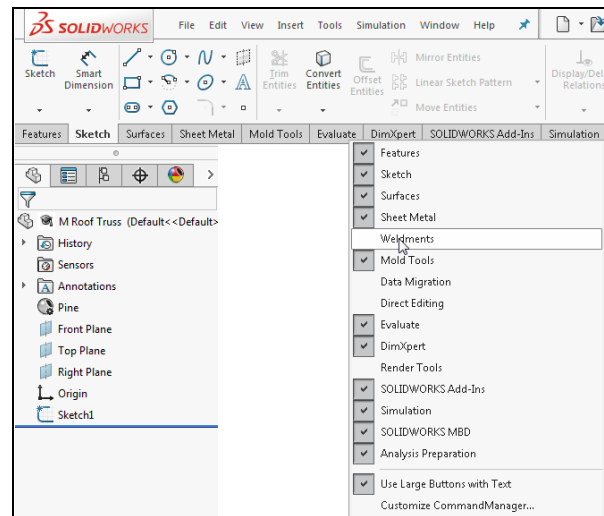 SOLIDWORKS File Edit View Insert Tools Simulation Window Help
Sketch Smart Dimension Trim Entities Convert Entities Offset Entities Mirror Entities Linear Sketch Pattern Move Entities Display/Del Relation
Features Sketch Surfaces Sheet Metal Mold Tools Evaluate DimXpert SOLIDWORKS Add-Ins Simulation
M Roof Truss (Default<<Default>
History
Sensors
Annotations
Pine
Front Plane
Top Plane
Right Plane
Origin
Sketch1
Features
Sketch
Surfaces
Sheet Metal
Weldments
Mold Tools
Data Migration
Direct Editing
Evaluate
DimXpert
Render Tools
SOLIDWORKS Add-Ins
Simulation
SOLIDWORKS MBD
Analysis Preparation
Use Large Buttons with Text
Customize CommandManager...